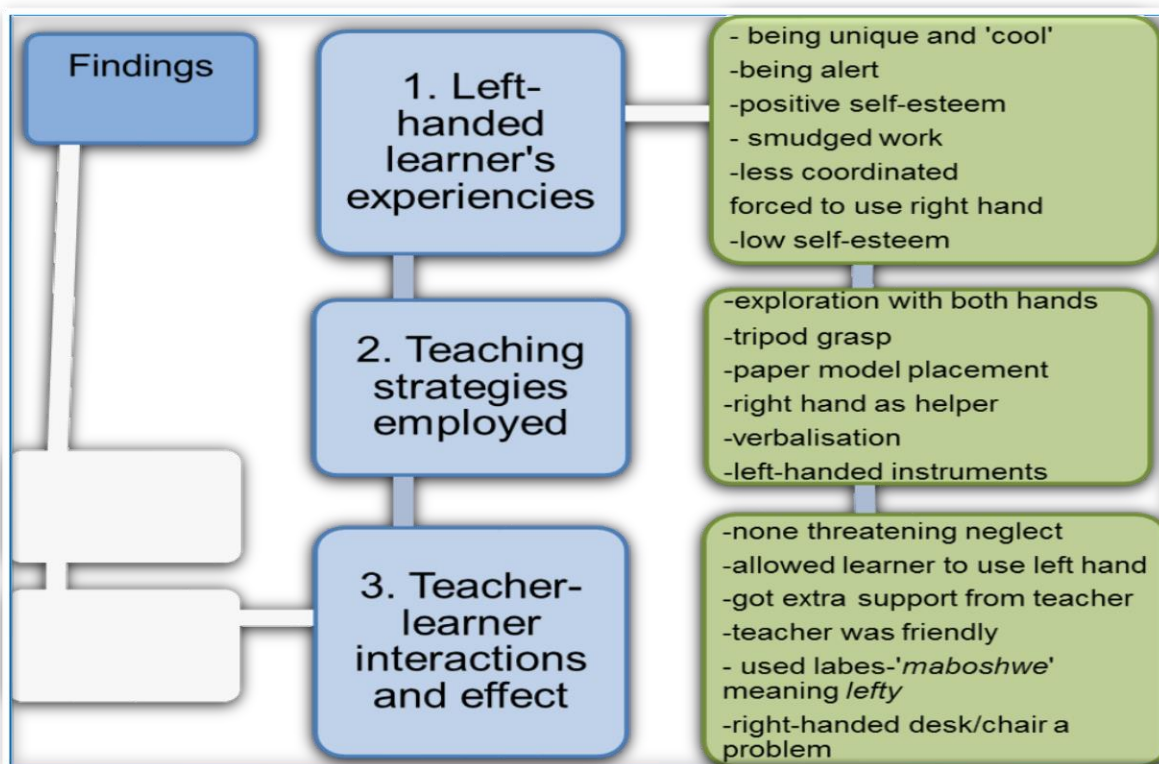 Findings
1. Left-
handed
learner's
experiencies
- being unique and 'cool'
-being alert
-positive self-esteem
- smudged work
-less coordinated
forced to use right hand
-low self-esteem
2. Teaching
strategies
employed
-exploration with both hands
-tripod grasp
-paper model placement
-right hand as helper
-verbalisation
-left-handed instruments
3. Teacher-
learner
interactions
and effect
-none threatening neglect
-allowed learner to use left hand
-got extra support from teacher
-teacher was friendly
- used labes-'maboshwe'
meaning lefty
-right-handed desk/chair a
problem